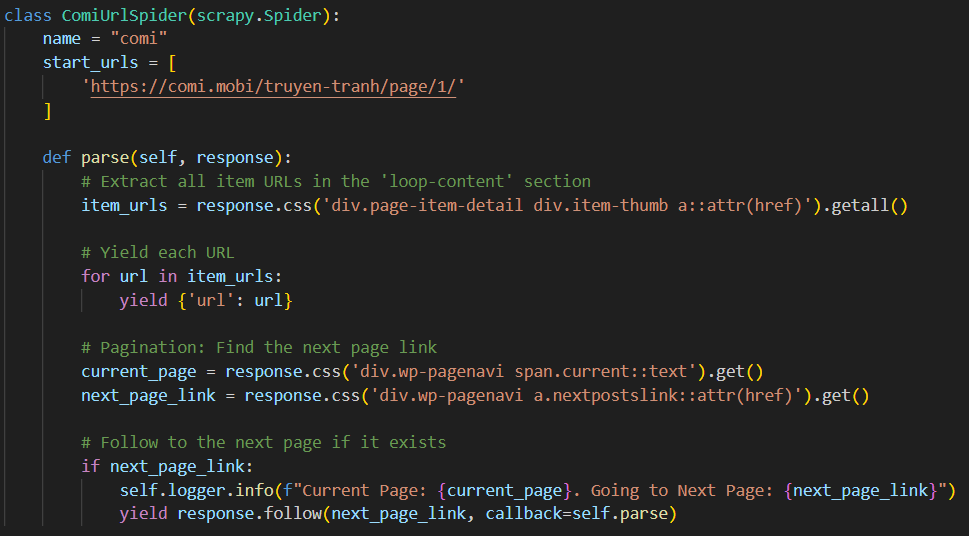 class ComiUrlSpider(scrapy.Spider):
    name = "comi"
    start_urls = [
        'https://comi.mobi/truyen-tranh/page/1/'
    ]

    def parse(self, response):
        # Extract all item URLs in the 'loop-content' section
        item_urls = response.css('div.page-item-detail div.item-thumb a::attr(href)').getall()

        # Yield each URL
        for url in item_urls:
            yield {'url': url}

        # Pagination: Find the next page link
        current_page = response.css('div.wp-pagenavi span.current::text').get()
        next_page_link = response.css('div.wp-pagenavi a.nextpostslink::attr(href)').get()

        # Follow to the next page if it exists
        if next_page_link:
            self.logger.info(f"Current Page: {current_page}. Going to Next Page: {next_page_link}")
            yield response.follow(next_page_link, callback=self.parse)